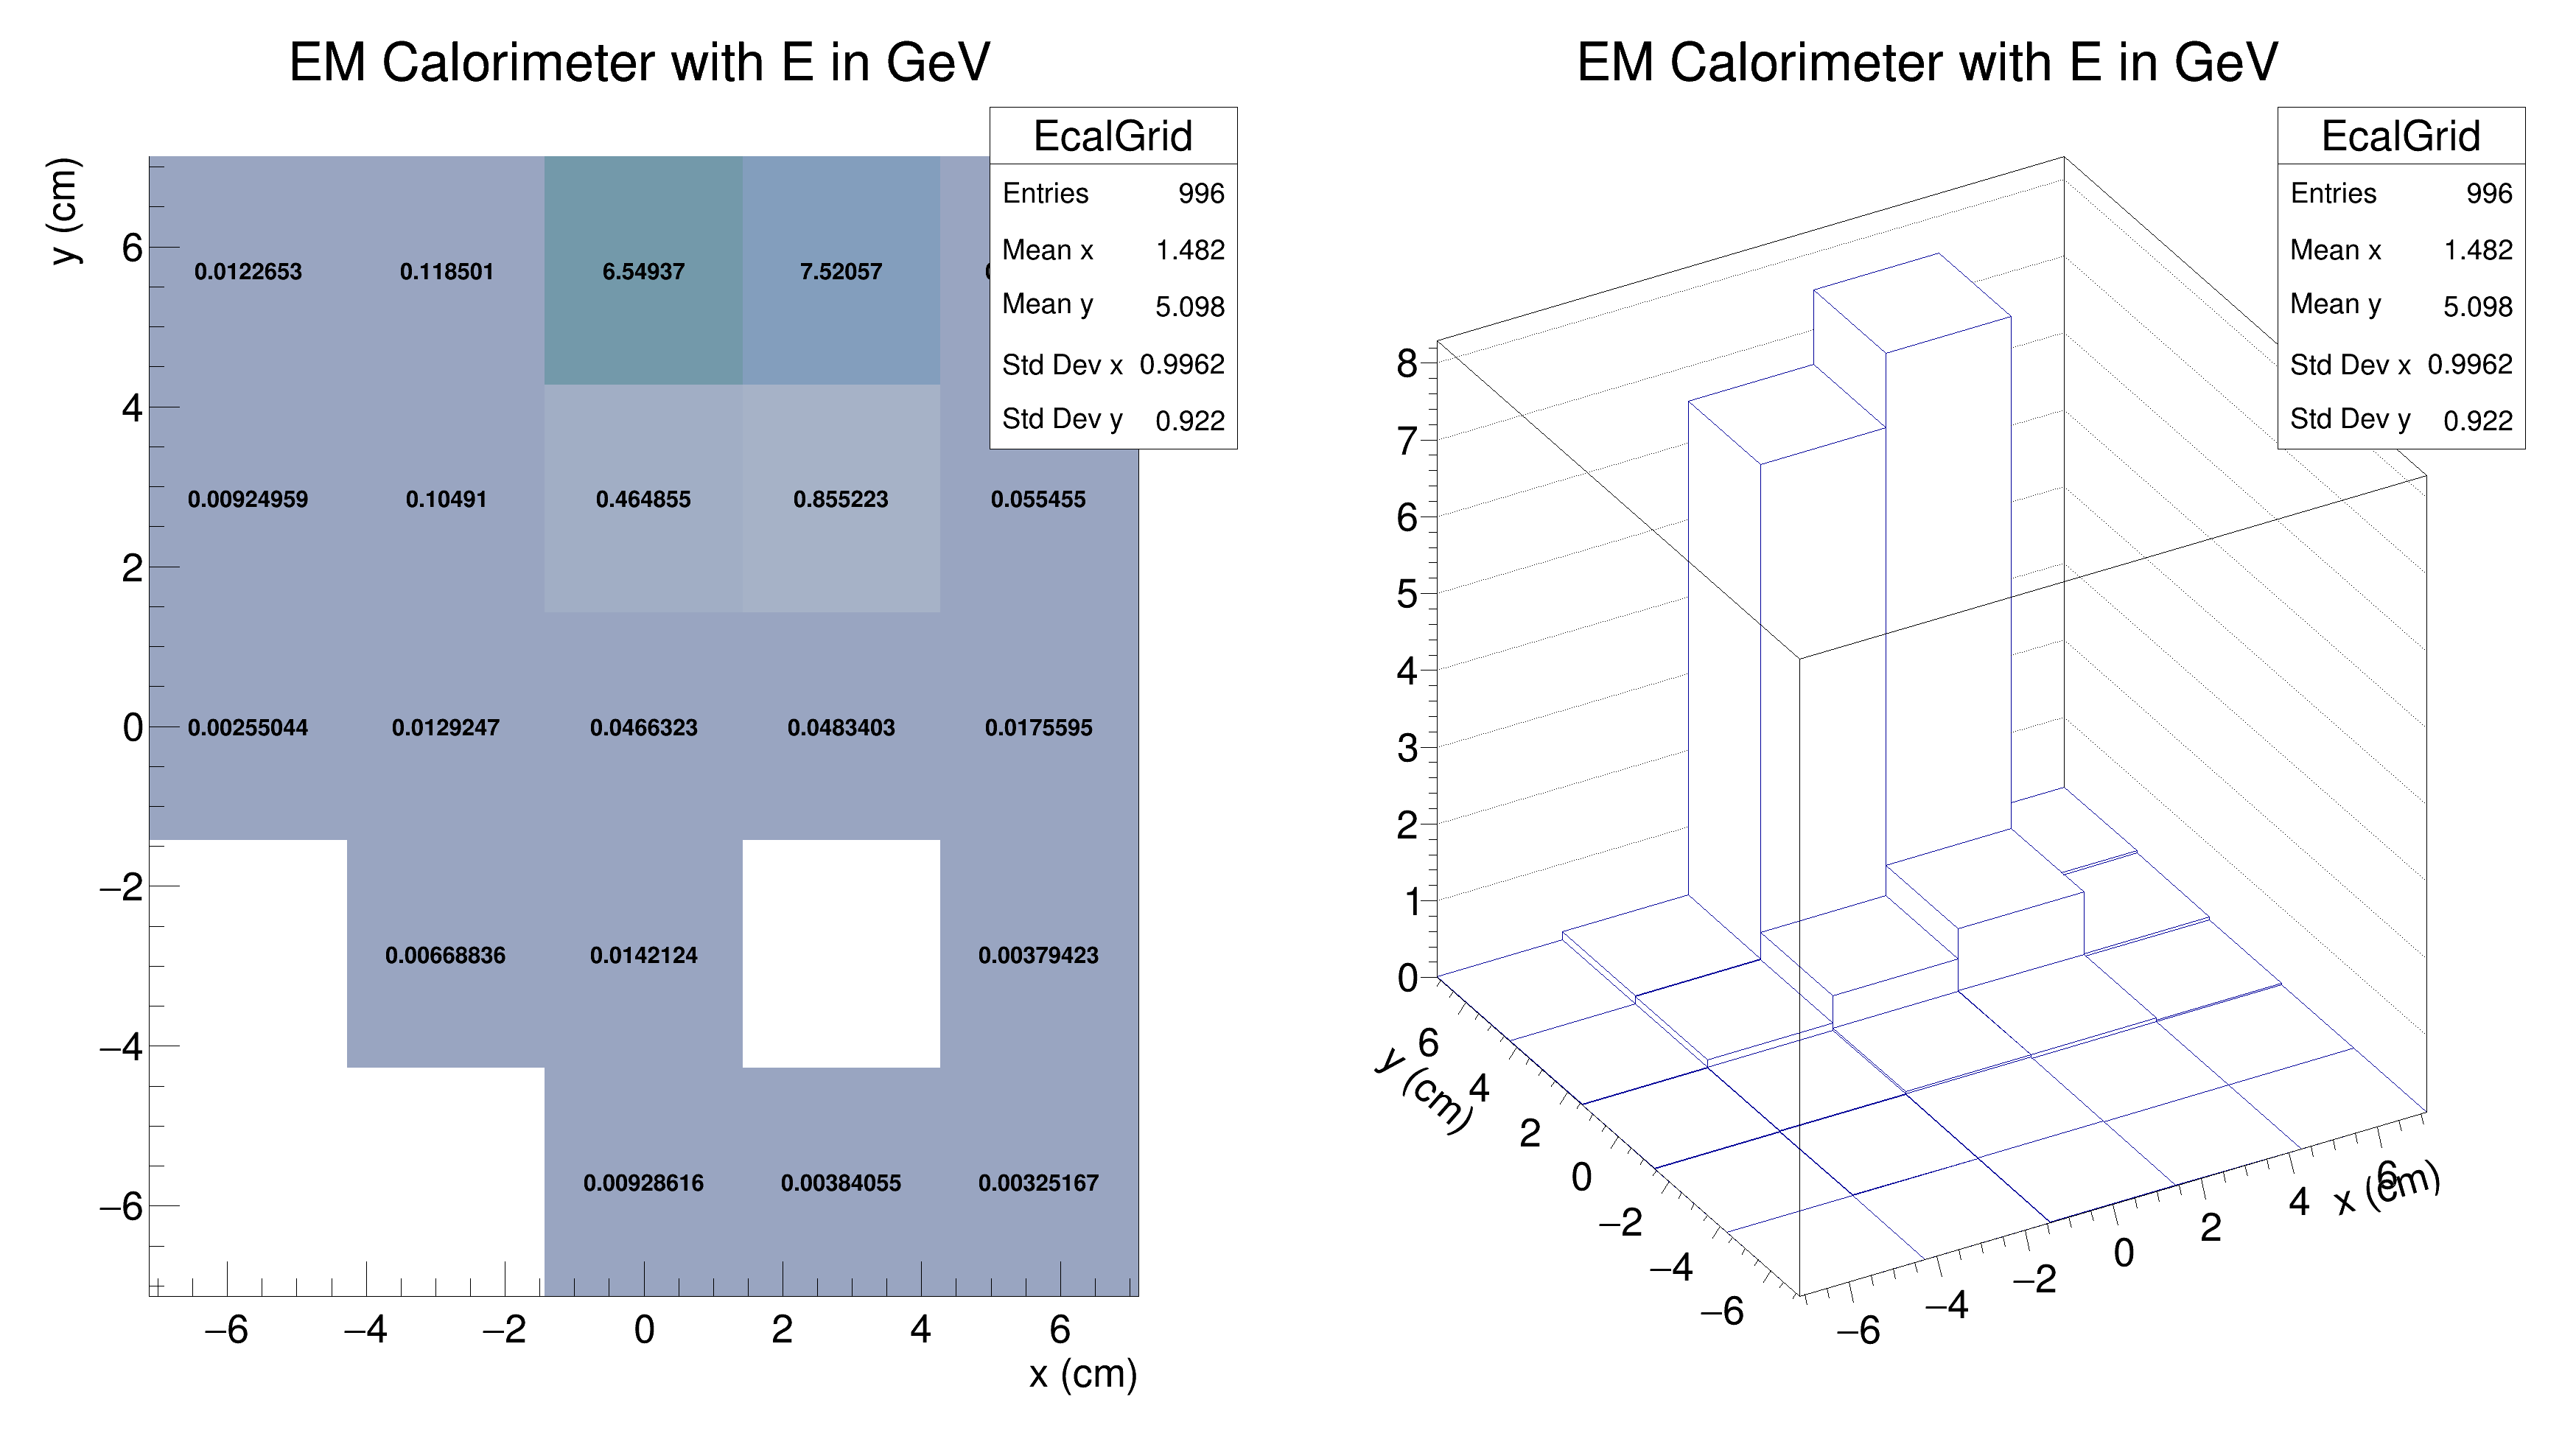 EM Calorimeter with E in GeV
EcalGrid
Entries 996
Mean x 1.482
Mean y 5.098
Std Dev x 0.9962
Std Dev y 0.922
y (cm)
6
4
2
0
−2
−4
−6
0.0122653 0.118501 6.54937 7.52057
0.00924959 0.10491 0.464855 0.855223 0.055455
0.00255044 0.0129247 0.0466323 0.0483403 0.0175595
0.00668836 0.0142124 0.00379423
0.00928616 0.00384055 0.00325167
−6 −4 −2 0 2 4 6
x (cm)
EM Calorimeter with E in GeV
EcalGrid
Entries 996
Mean x 1.482
Mean y 5.098
Std Dev x 0.9962
Std Dev y 0.922
8
7
6
5
4
3
2
1
0
6
4
2
0
−2
−4
−6
y (cm)
−6 −4 −2 0 2 4 6
x (cm)